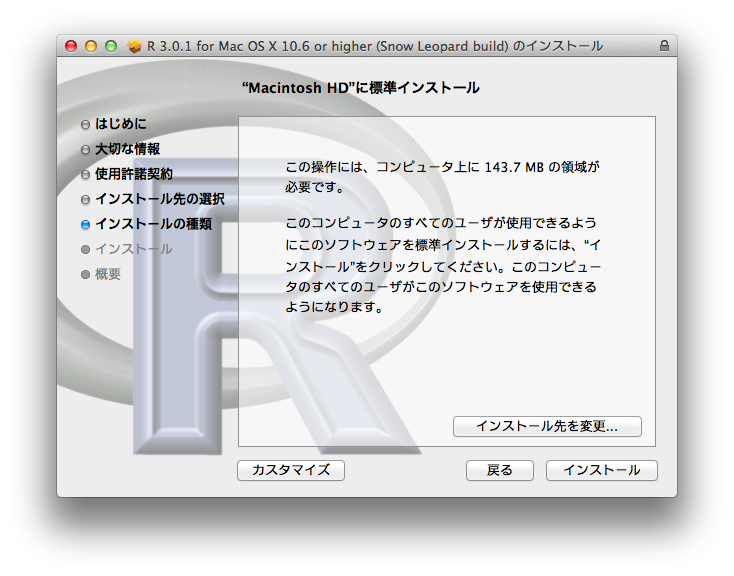 R 3.0.1 for Mac OS X 10.6 or higher (Snow Leopard build) のインストール
“Macintosh HD”に標準インストール
はじめに
大切な情報
使用許諾契約
インストール先の選択
インストールの種類
インストール
概要
この操作には、コンピュータ上に 143.7 MB の領域が
必要です。
このコンピュータのすべてのユーザが使用できるよう
にこのソフトウェアを標準インストールするには、“イ
ンストール”をクリックしてください。このコンピュー
タのすべてのユーザがこのソフトウェアを使用できる
ようになります。
インストール先を変更...
カスタマイズ
戻る
インストール